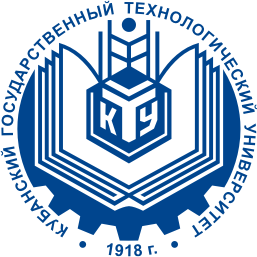 КУБАНСКИЙ ГОСУДАРСТВЕННЫЙ ТЕХНОЛОГИЧЕСКИЙ УНИВЕРСИТЕТ
КТУ
• 1918 г. •